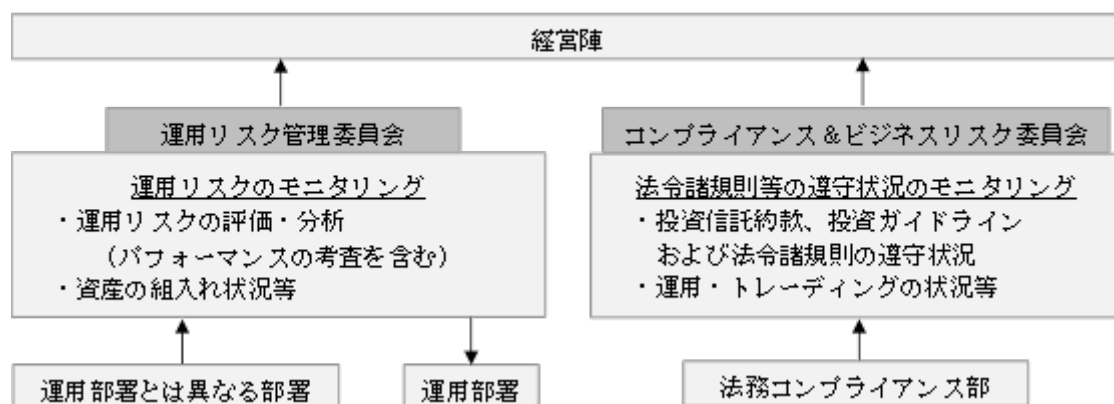 経営陣
運用リスク管理委員会
運用リスクのモニタリング
・運用リスクの評価・分析
（パフォーマンスの考査を含む）
・資産の組入れ状況等
運用部署とは異なる部署
運用部署
コンプライアンス＆ビジネスリスク委員会
法令諸規則等の遵守状況のモニタリング
・投資信託約款、投資ガイドライン
および法令諸規則の遵守状況
・運用・トレーディングの状況等
法務コンプライアンス部